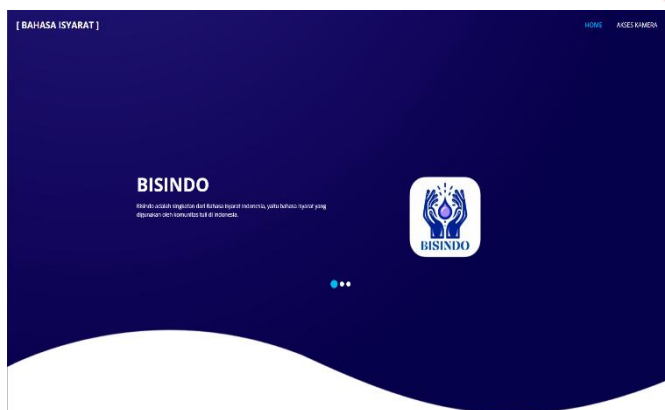 [ BAHASA ISYARAT ]
HOME AKSES KAMERA
BISINDO
Bisindo adalah singkatan dari Bahasa Isyarat Indonesia, yaitu bahasa isyarat yang
digunakan oleh komunitas tuli di Indonesia.
BISINDO